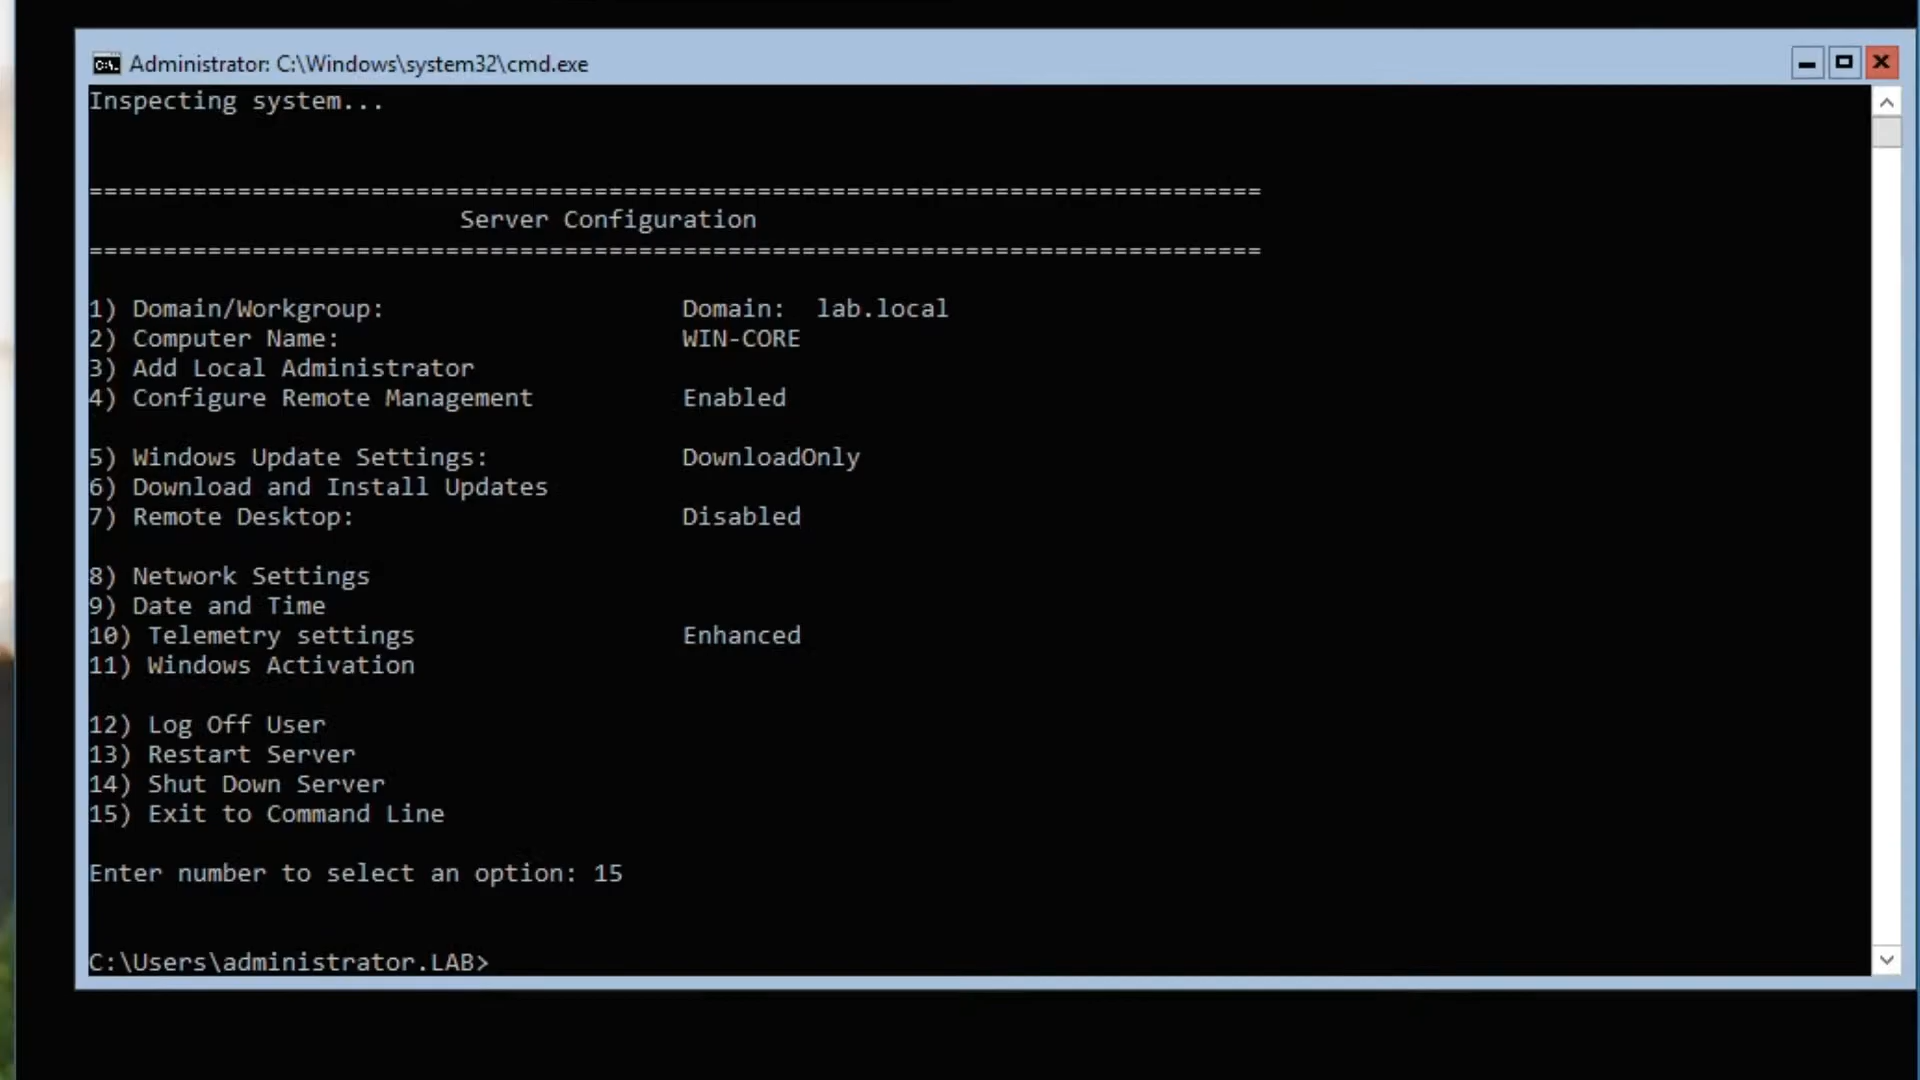 Administrator: C:\Windows\system32\cmd.exe
Inspecting system...
===============================================================================
Server Configuration
===============================================================================
1) Domain/Workgroup: Domain: lab.local
2) Computer Name: WIN-CORE
3) Add Local Administrator
4) Configure Remote Management Enabled
5) Windows Update Settings: DownloadOnly
6) Download and Install Updates
7) Remote Desktop: Disabled
8) Network Settings
9) Date and Time
10) Telemetry settings Enhanced
11) Windows Activation
12) Log Off User
13) Restart Server
14) Shut Down Server
15) Exit to Command Line
Enter number to select an option: 15
C:\Users\administrator.LAB>